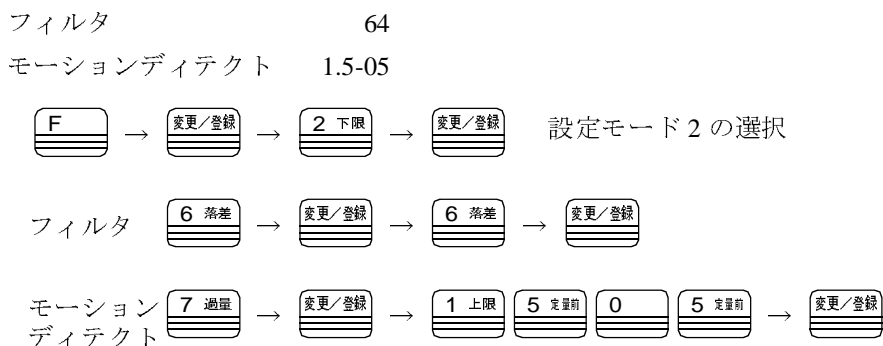 フィルタ 64
モーションディテクト 1.5-05
F → 変更／登録 → 2 下限 → 変更／登録 設定モード2の選択
フィルタ 6 落差 → 変更／登録 → 6 落差 → 変更／登録
モーションディテクト 7 過量 → 変更／登録 → 1 上限 5 定量前 0 5 定量前 → 変更／登録